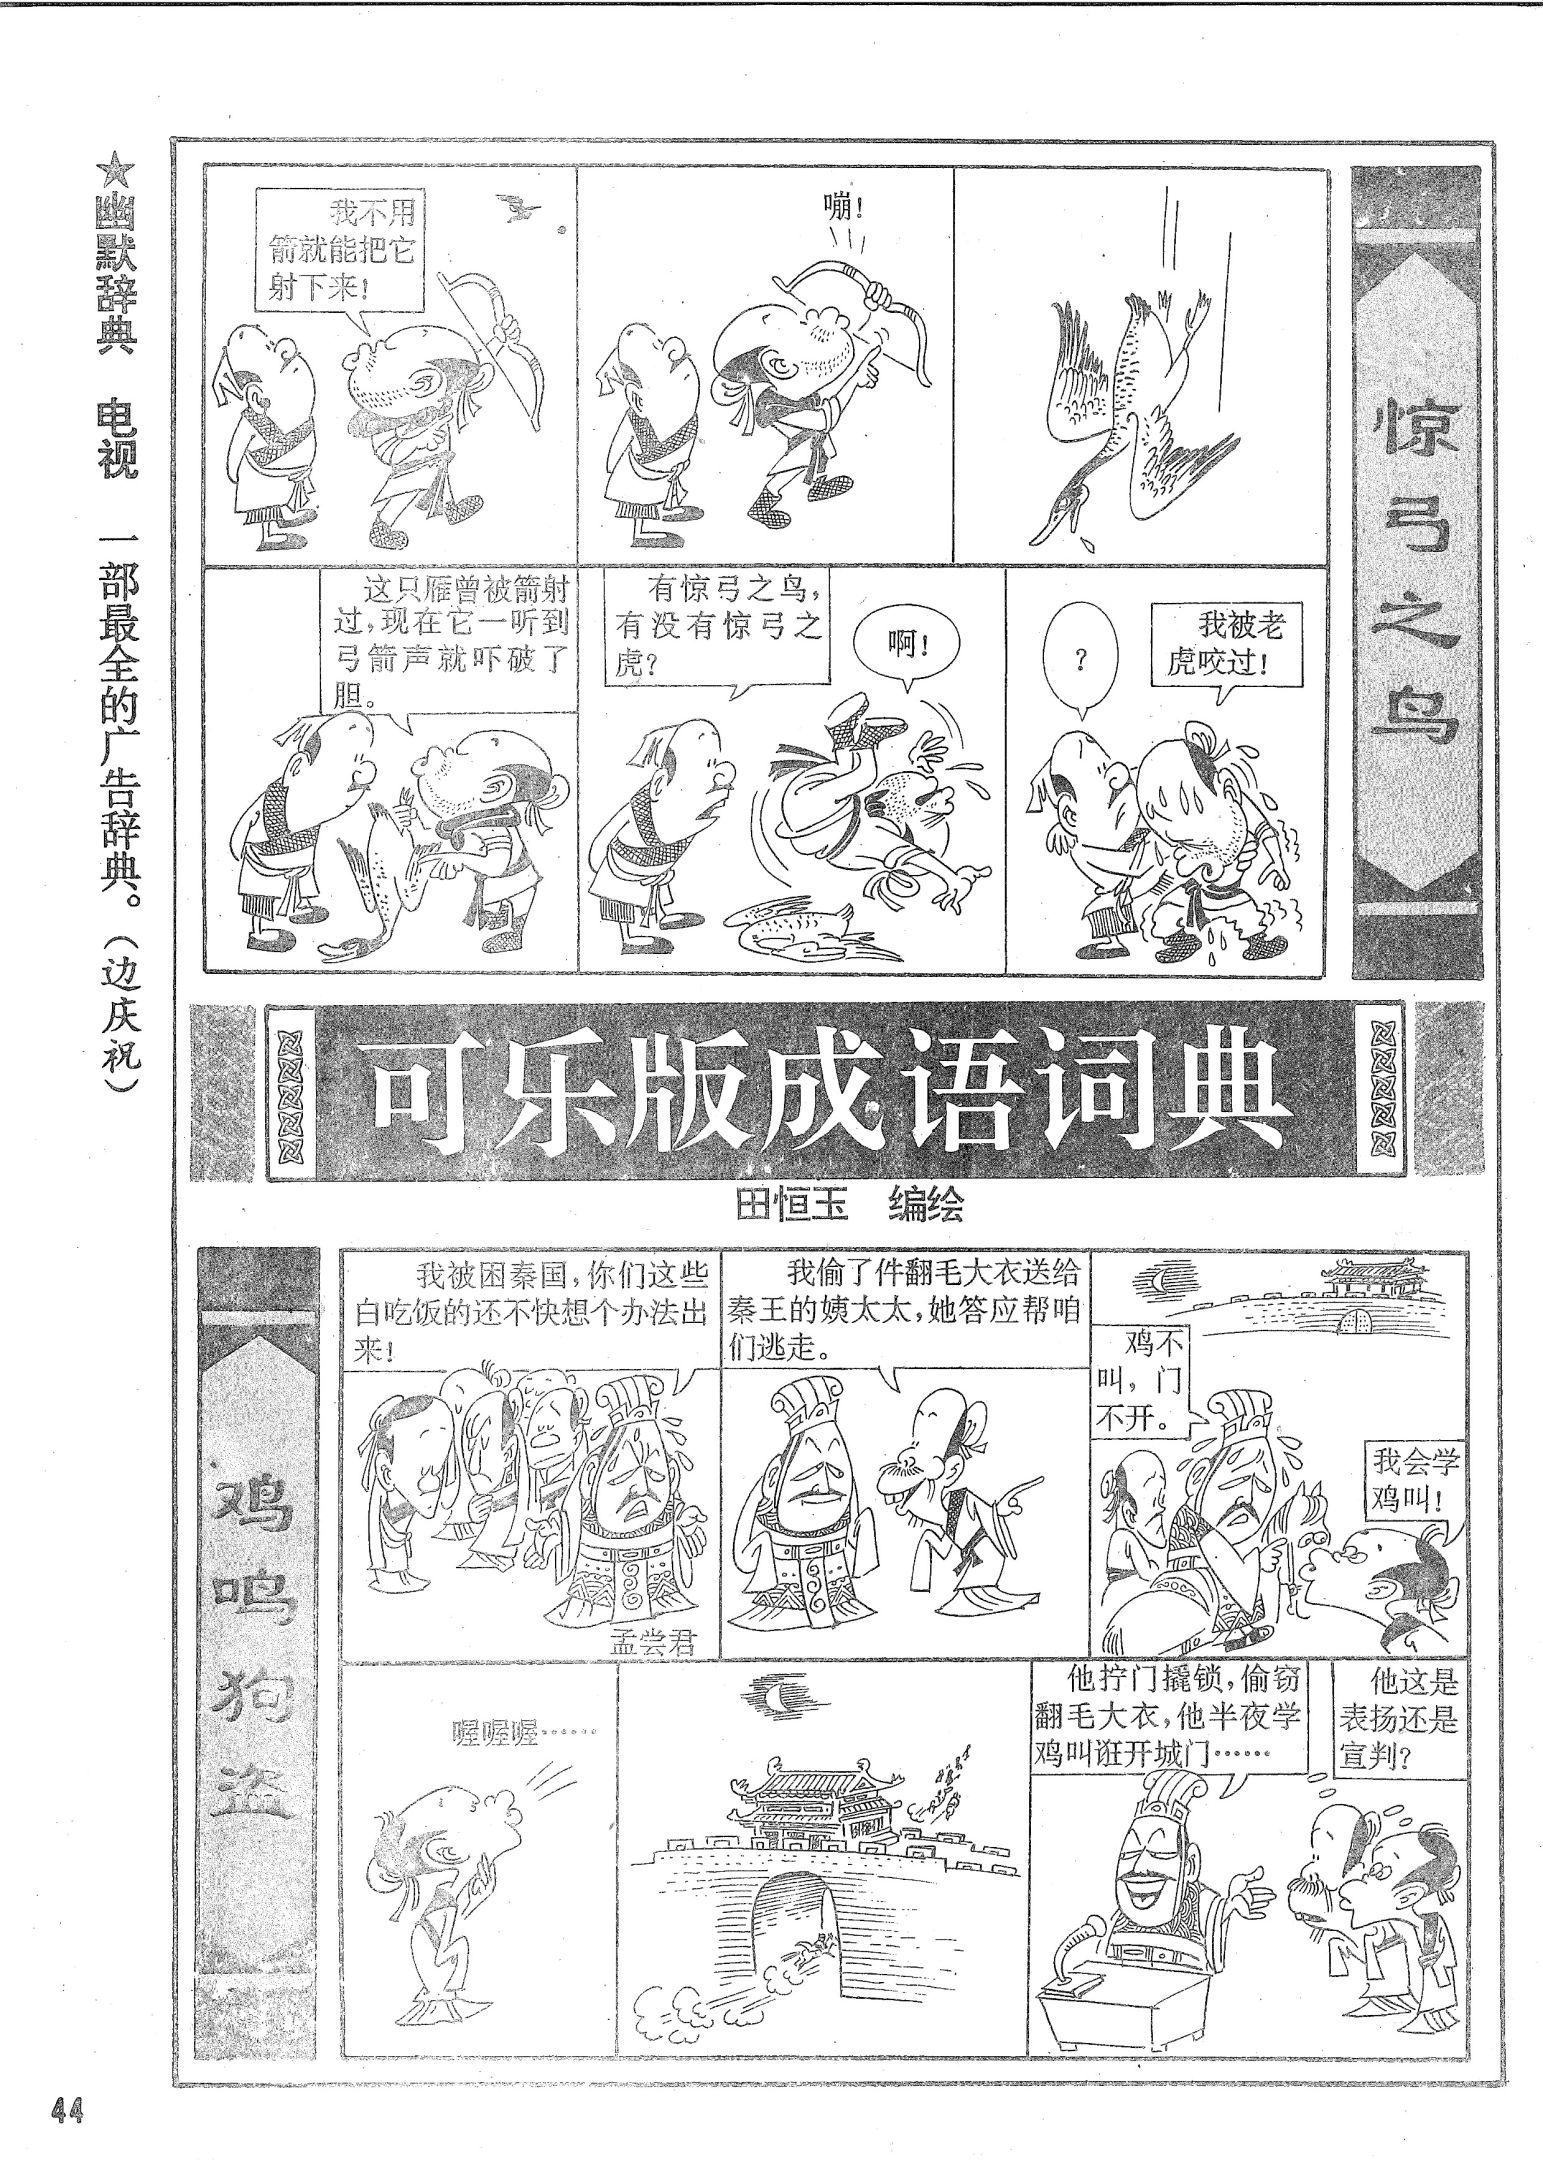 ★幽默辞典 电视 一部最全的广告辞典。(边庆祝)
惊弓之鸟
我不用
箭就能把它
射下来!
嘣!
这只雁曾被箭射
过,现在它一听到
弓箭声就吓破了
胆。
有惊弓之鸟,
有没有惊弓之
虎?
啊!
?
我被老
虎咬过!
可乐版成语词典
田恒玉 编绘
鸡鸣狗盗
我被困秦国,你们这些
白吃饭的还不快想个办法出
来!
孟尝君
我偷了件翻毛大衣送给
秦王的姨太太,她答应帮咱
们逃走。
鸡不
叫,门
不开。
我会学
鸡叫!
喔喔喔……
他拧门撬锁,偷窃
翻毛大衣,他半夜学
鸡叫诳开城门……
他这是
表扬还是
宣判?
44